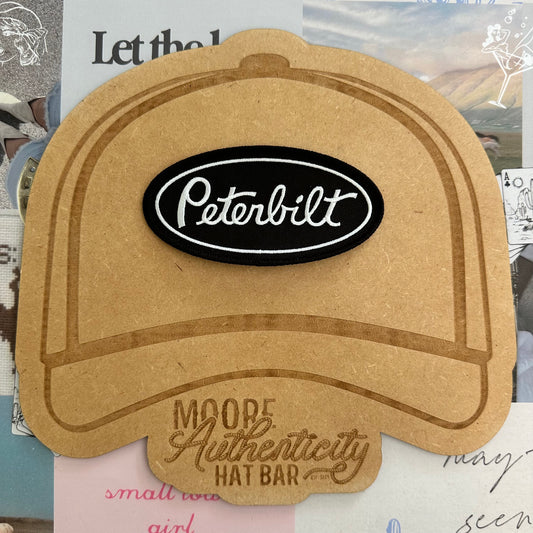 Let the
Peterbilt
A
MOORE
Authenticity
HAT BAR
small
girl
may
seen